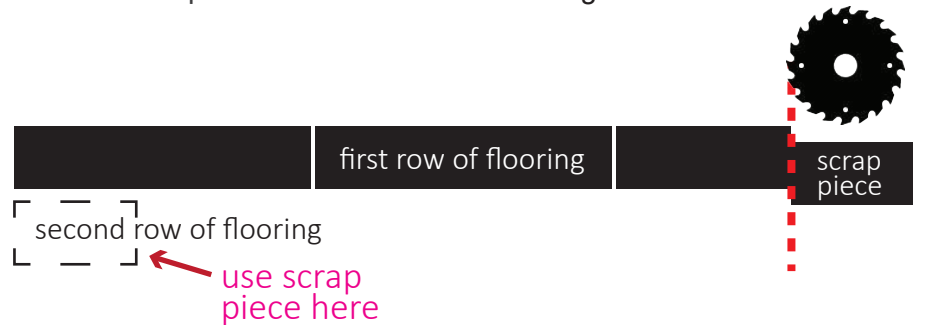 first row of flooring
scrap
piece
second row of flooring
use scrap
piece here